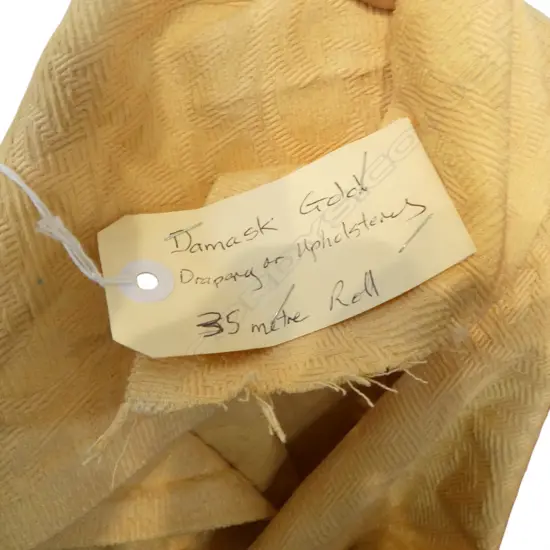 Damask Gold
Drapery or Upholstery
35 metre Roll